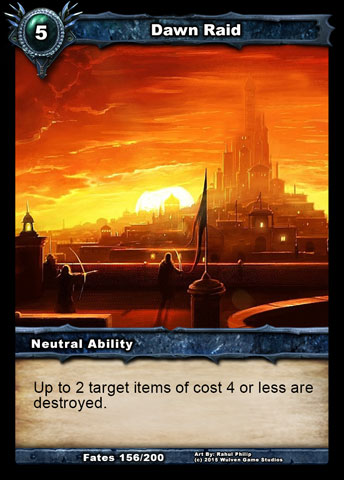 5
Dawn Raid
Neutral Ability
Up to 2 target items of cost 4 or less are
destroyed.
Fates 156/200
Art By: Rahul Philip
(c) 2015 Wulven Game Studios